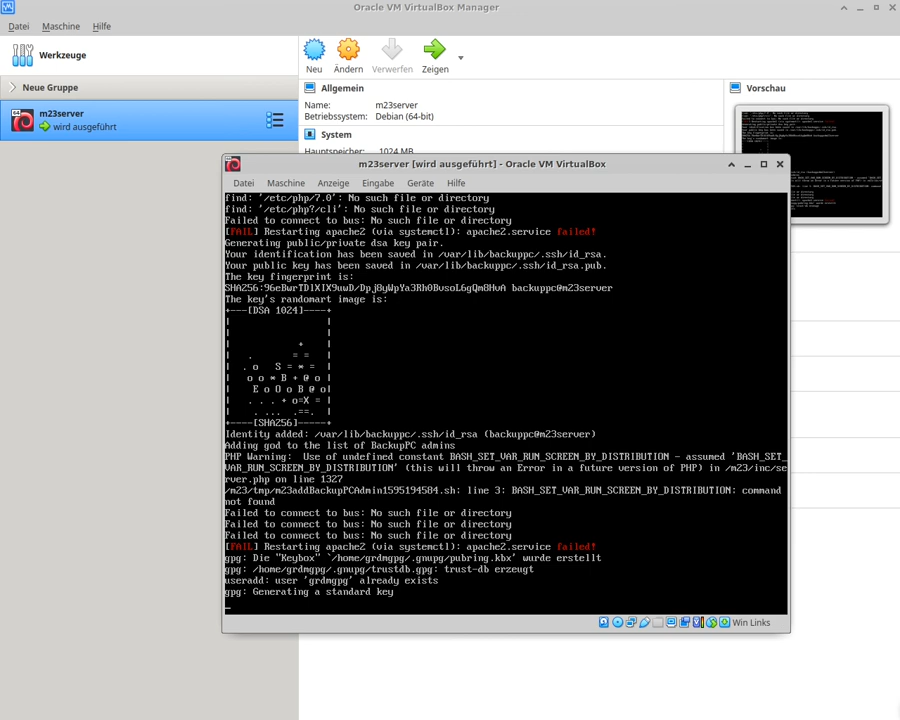 Oracle VM VirtualBox Manager
Datei Maschine Hilfe
Werkzeuge
Neue Gruppe
m23server
wird ausgeführt
Neu Ändern Verwerfen Zeigen
Allgemein
Name: m23server
Betriebssystem: Debian (64-bit)
System
Hauptspeicher: 1024 MB
Vorschau
m23server [wird ausgeführt] - Oracle VM VirtualBox
Datei Maschine Anzeige Eingabe Geräte Hilfe
find: '/etc/php/7.0': No such file or directory
find: '/etc/php?/cli': No such file or directory
Failed to connect to bus: No such file or directory
[FAIL] Restarting apache2 (via systemctl): apache2.service failed!
Generating public/private dsa key pair.
Your identification has been saved in /var/lib/backuppc/.ssh/id_rsa.
Your public key has been saved in /var/lib/backuppc/.ssh/id_rsa.pub.
The key fingerprint is:
SHA256:96eBwrTDlXIX9uwD/Dpj8yWpYa3Rh0BvsoL6gQm8HvA backuppc@m23server
The key's randomart image is:
+---[DSA 1024]----+
|                 |
|                 |
|            +    |
|   .       = =   |
|  . o   S = * =  |
|   o o * B + @ o |
|    E o O o B @ o|
|   . . . + o=X = |
|    . ...  .==.  |
+----[SHA256]-----+
Identity added: /var/lib/backuppc/.ssh/id_rsa (backuppc@m23server)
Adding god to the list of BackupPC admins
PHP Warning:  Use of undefined constant BASH_SET_VAR_RUN_SCREEN_BY_DISTRIBUTION - assumed 'BASH_SET_
VAR_RUN_SCREEN_BY_DISTRIBUTION' (this will throw an Error in a future version of PHP) in /m23/inc/se
rver.php on line 1327
/m23/tmp/m23addBackupPCAdmin1595194584.sh: line 3: BASH_SET_VAR_RUN_SCREEN_BY_DISTRIBUTION: command
not found
Failed to connect to bus: No such file or directory
Failed to connect to bus: No such file or directory
Failed to connect to bus: No such file or directory
[FAIL] Restarting apache2 (via systemctl): apache2.service failed!
gpg: Die "Keybox" `/home/grdmgpg/.gnupg/pubring.kbx' wurde erstellt
gpg: /home/grdmgpg/.gnupg/trustdb.gpg: trust-db erzeugt
useradd: user 'grdmgpg' already exists
gpg: Generating a standard key
Win Links